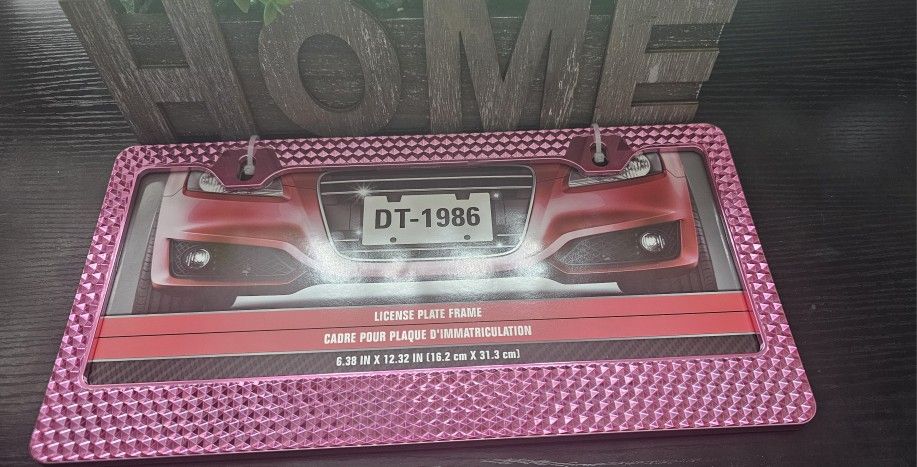 HOME
DT-1986
LICENSE PLATE FRAME
CADRE POUR PLAQUE D'IMMATRICULATION
6.38 IN X 12.32 IN (16.2 cm X 31.3 cm)